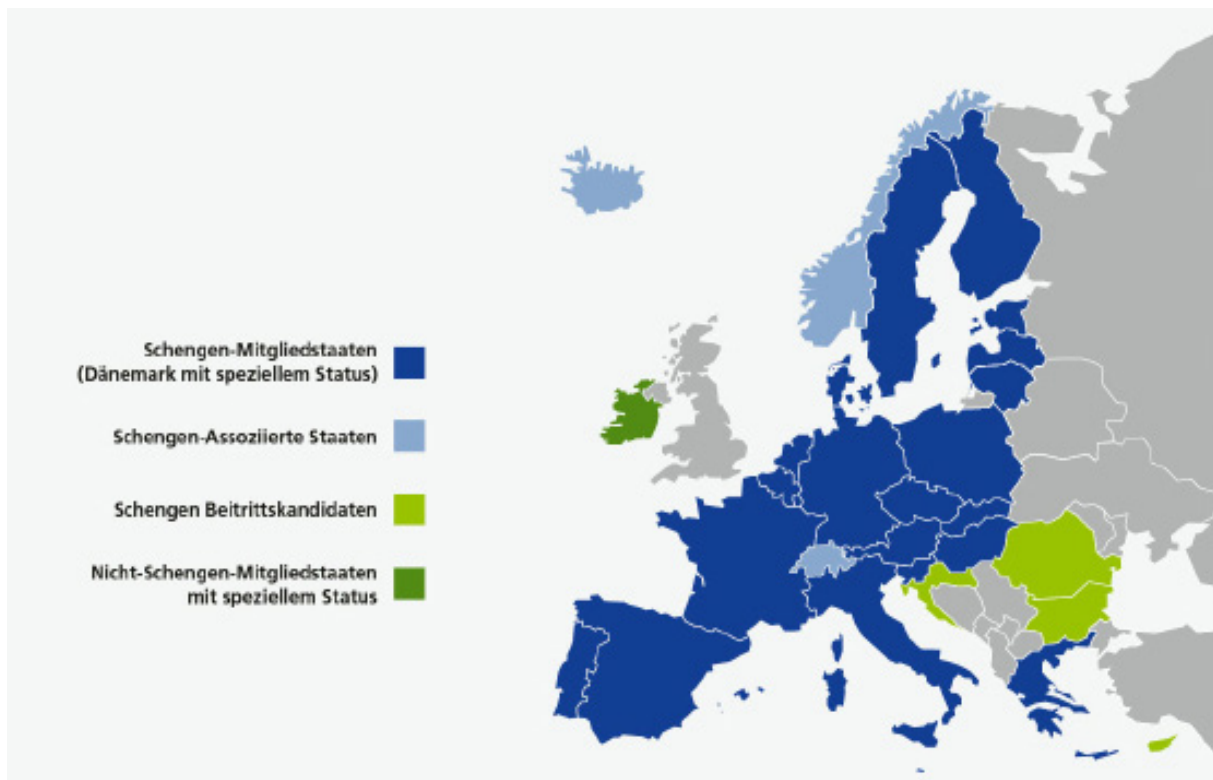 Schengen-Mitgliedstaaten
(Dänemark mit speziellem Status)
Schengen-Assoziierte Staaten
Schengen Beitrittskandidaten
Nicht-Schengen-Mitgliedstaaten
mit speziellem Status